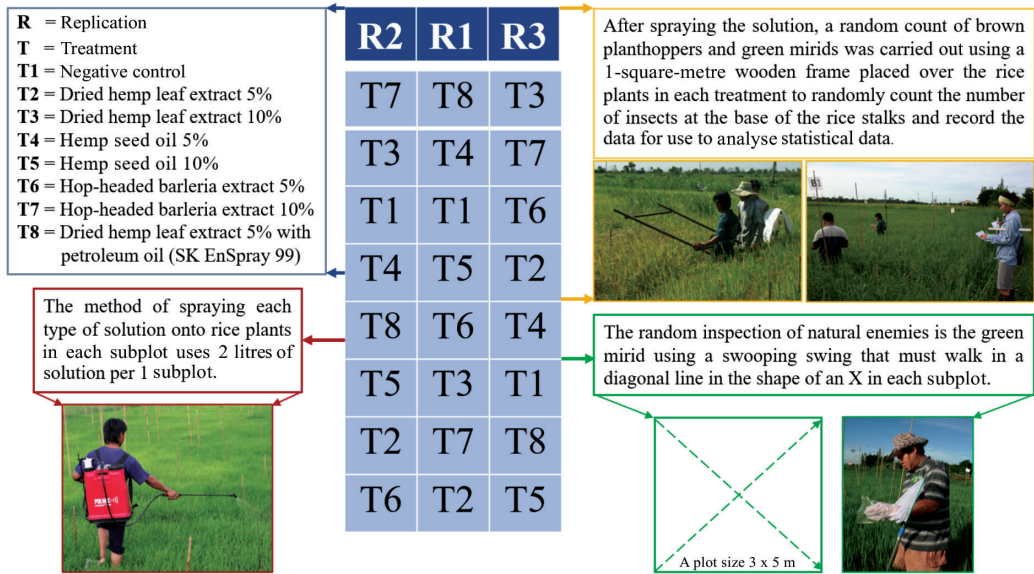 R = Replication
T = Treatment
T1 = Negative control
T2 = Dried hemp leaf extract 5%
T3 = Dried hemp leaf extract 10%
T4 = Hemp seed oil 5%
T5 = Hemp seed oil 10%
T6 = Hop-headed barleria extract 5%
T7 = Hop-headed barleria extract 10%
T8 = Dried hemp leaf extract 5% with
petroleum oil (SK EnSpray 99)
The method of spraying each
type of solution onto rice plants
in each subplot uses 2 litres of
solution per 1 subplot.
R2 R1 R3
T7 T8 T3
T3 T4 T7
T1 T1 T6
T4 T5 T2
T8 T6 T4
T5 T3 T1
T2 T7 T8
T6 T2 T5
After spraying the solution, a random count of brown
planthoppers and green mirids was carried out using a
1-square-metre wooden frame placed over the rice
plants in each treatment to randomly count the number
of insects at the base of the rice stalks and record the
data for use to analyse statistical data.
The random inspection of natural enemies is the green
mirid using a swooping swing that must walk in a
diagonal line in the shape of an X in each subplot.
A plot size 3 x 5 m